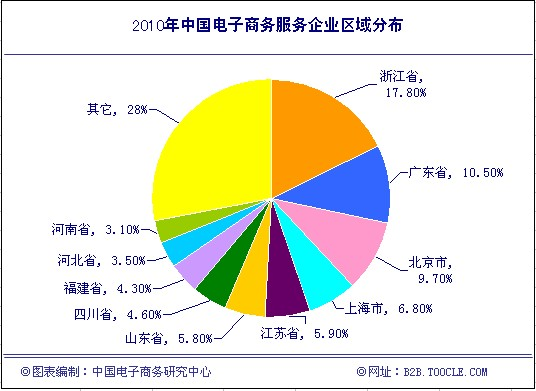 2010年中国电子商务服务企业区域分布
浙江省,
17.80%
广东省, 10.50%
北京市,
9.70%
上海市, 6.80%
江苏省, 5.90%
山东省, 5.80%
四川省, 4.60%
福建省, 4.30%
河北省, 3.50%
河南省, 3.10%
其它, 28%
◎图表编制：中国电子商务研究中心
◎网址：B2B.TOOCLE.COM